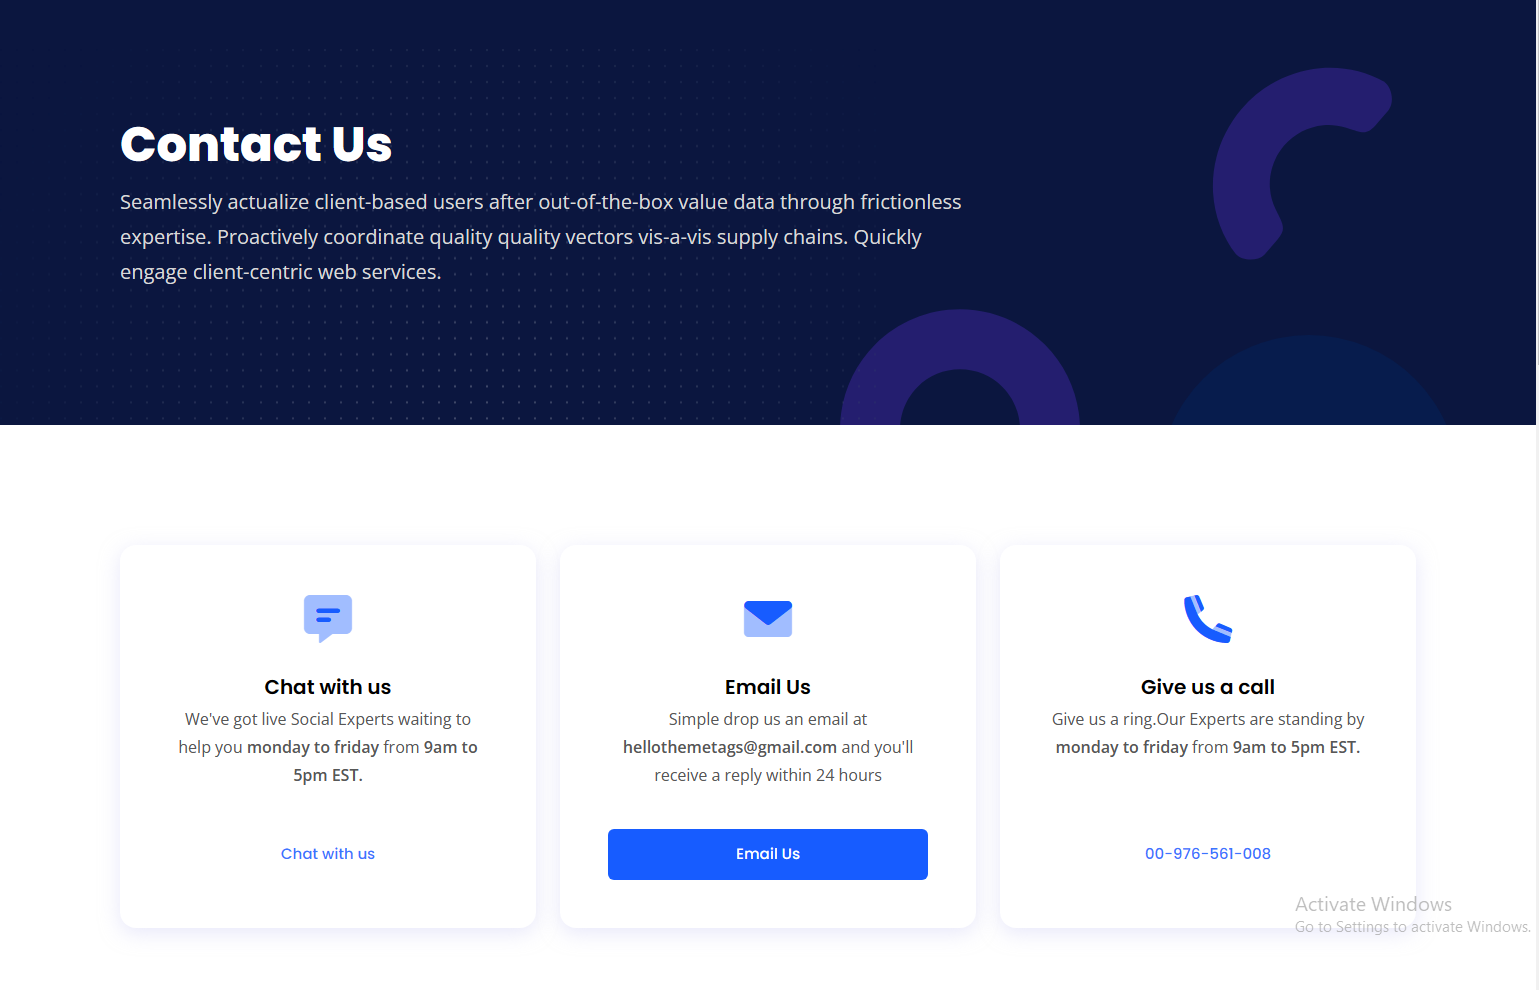 Contact Us
Seamlessly actualize client-based users after out-of-the-box value data through frictionless
expertise. Proactively coordinate quality quality vectors vis-a-vis supply chains. Quickly
engage client-centric web services.
Chat with us
We've got live Social Experts waiting to
help you monday to friday from 9am to
5pm EST.
Chat with us
Email Us
Simple drop us an email at
hellothemetags@gmail.com and you'll
receive a reply within 24 hours
Email Us
Give us a call
Give us a ring.Our Experts are standing by
monday to friday from 9am to 5pm EST.
00-976-561-008
Activate Windows
Go to Settings to activate Windows.